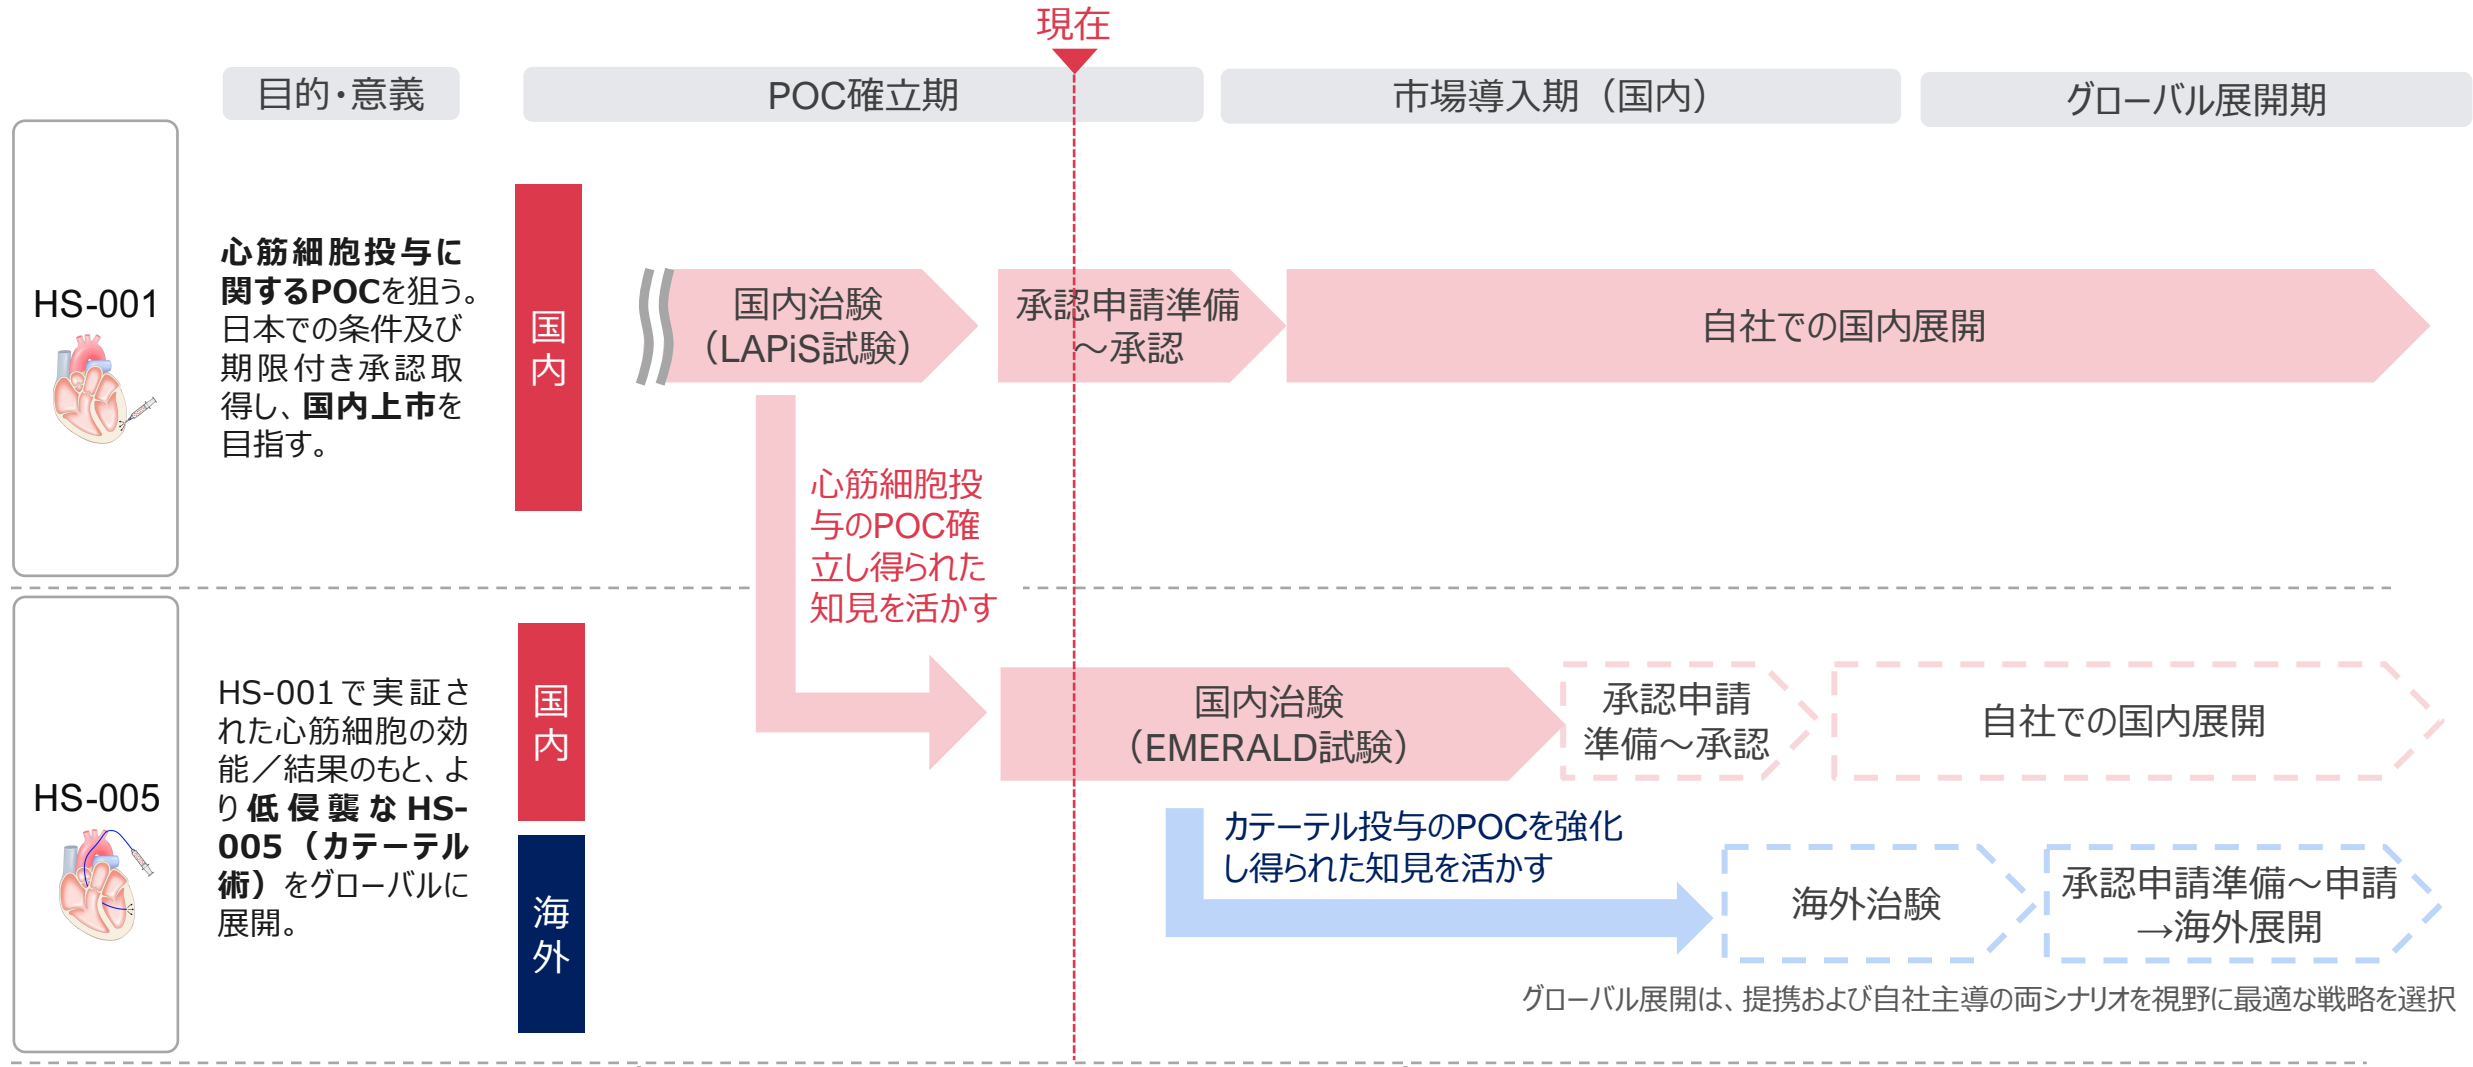 現在
目的・意義
POC確立期
市場導入期（国内）
グローバル展開期
HS-001
心筋細胞投与に
関するPOCを狙う。
日本での条件及び
期限付き承認取
得し、国内上市を
目指す。
国
内
国内治験
（LAPiS試験）
承認申請準備
～承認
自社での国内展開
心筋細胞投
与のPOC確
立し得られた
知見を活かす
HS-005
HS-001で実証さ
れた心筋細胞の効
能／結果のもと、よ
り低侵襲なHS-
005（カテーテル
術）をグローバルに
展開。
国
内
国内治験
（EMERALD試験）
承認申請
準備～承認
自社での国内展開
海
外
カテーテル投与のPOCを強化
し得られた知見を活かす
海外治験
承認申請準備～申請
→海外展開
グローバル展開は、提携および自社主導の両シナリオを視野に最適な戦略を選択